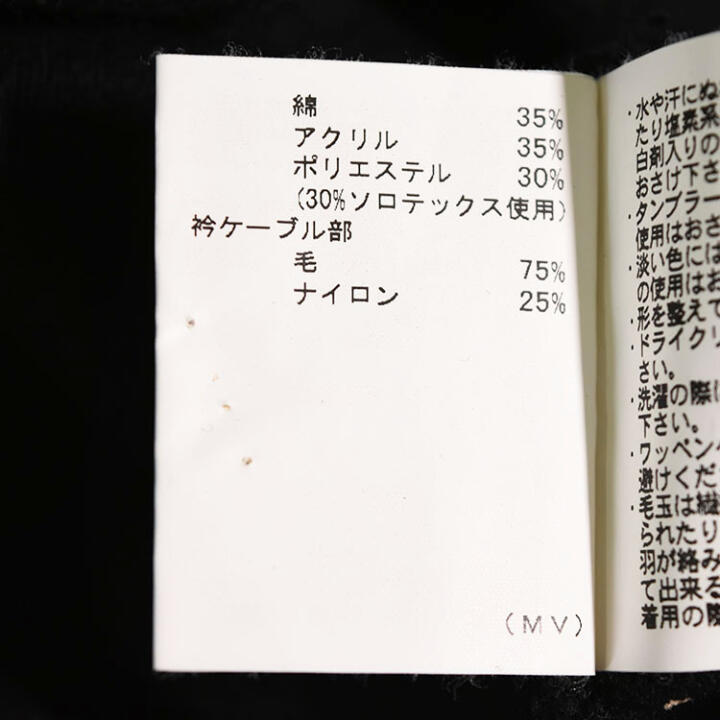 綿 35%
アクリル 35%
ポリエステル 30%
(30%ソロテックス使用)
衿ケーブル部
毛 75%
ナイロン 25%
(MV)
・水や汗にぬ
たり塩素系
白剤入りの
おさけ下さ
・タンブラー
使用はおさ
・淡い色には
の使用はお
・形を整えて
・ドライクリ
さい。
・洗濯の際に
下さい。
・ワッペン
避けくだ
・毛玉は繊
られたり
羽が絡み
て出来る
着用の際